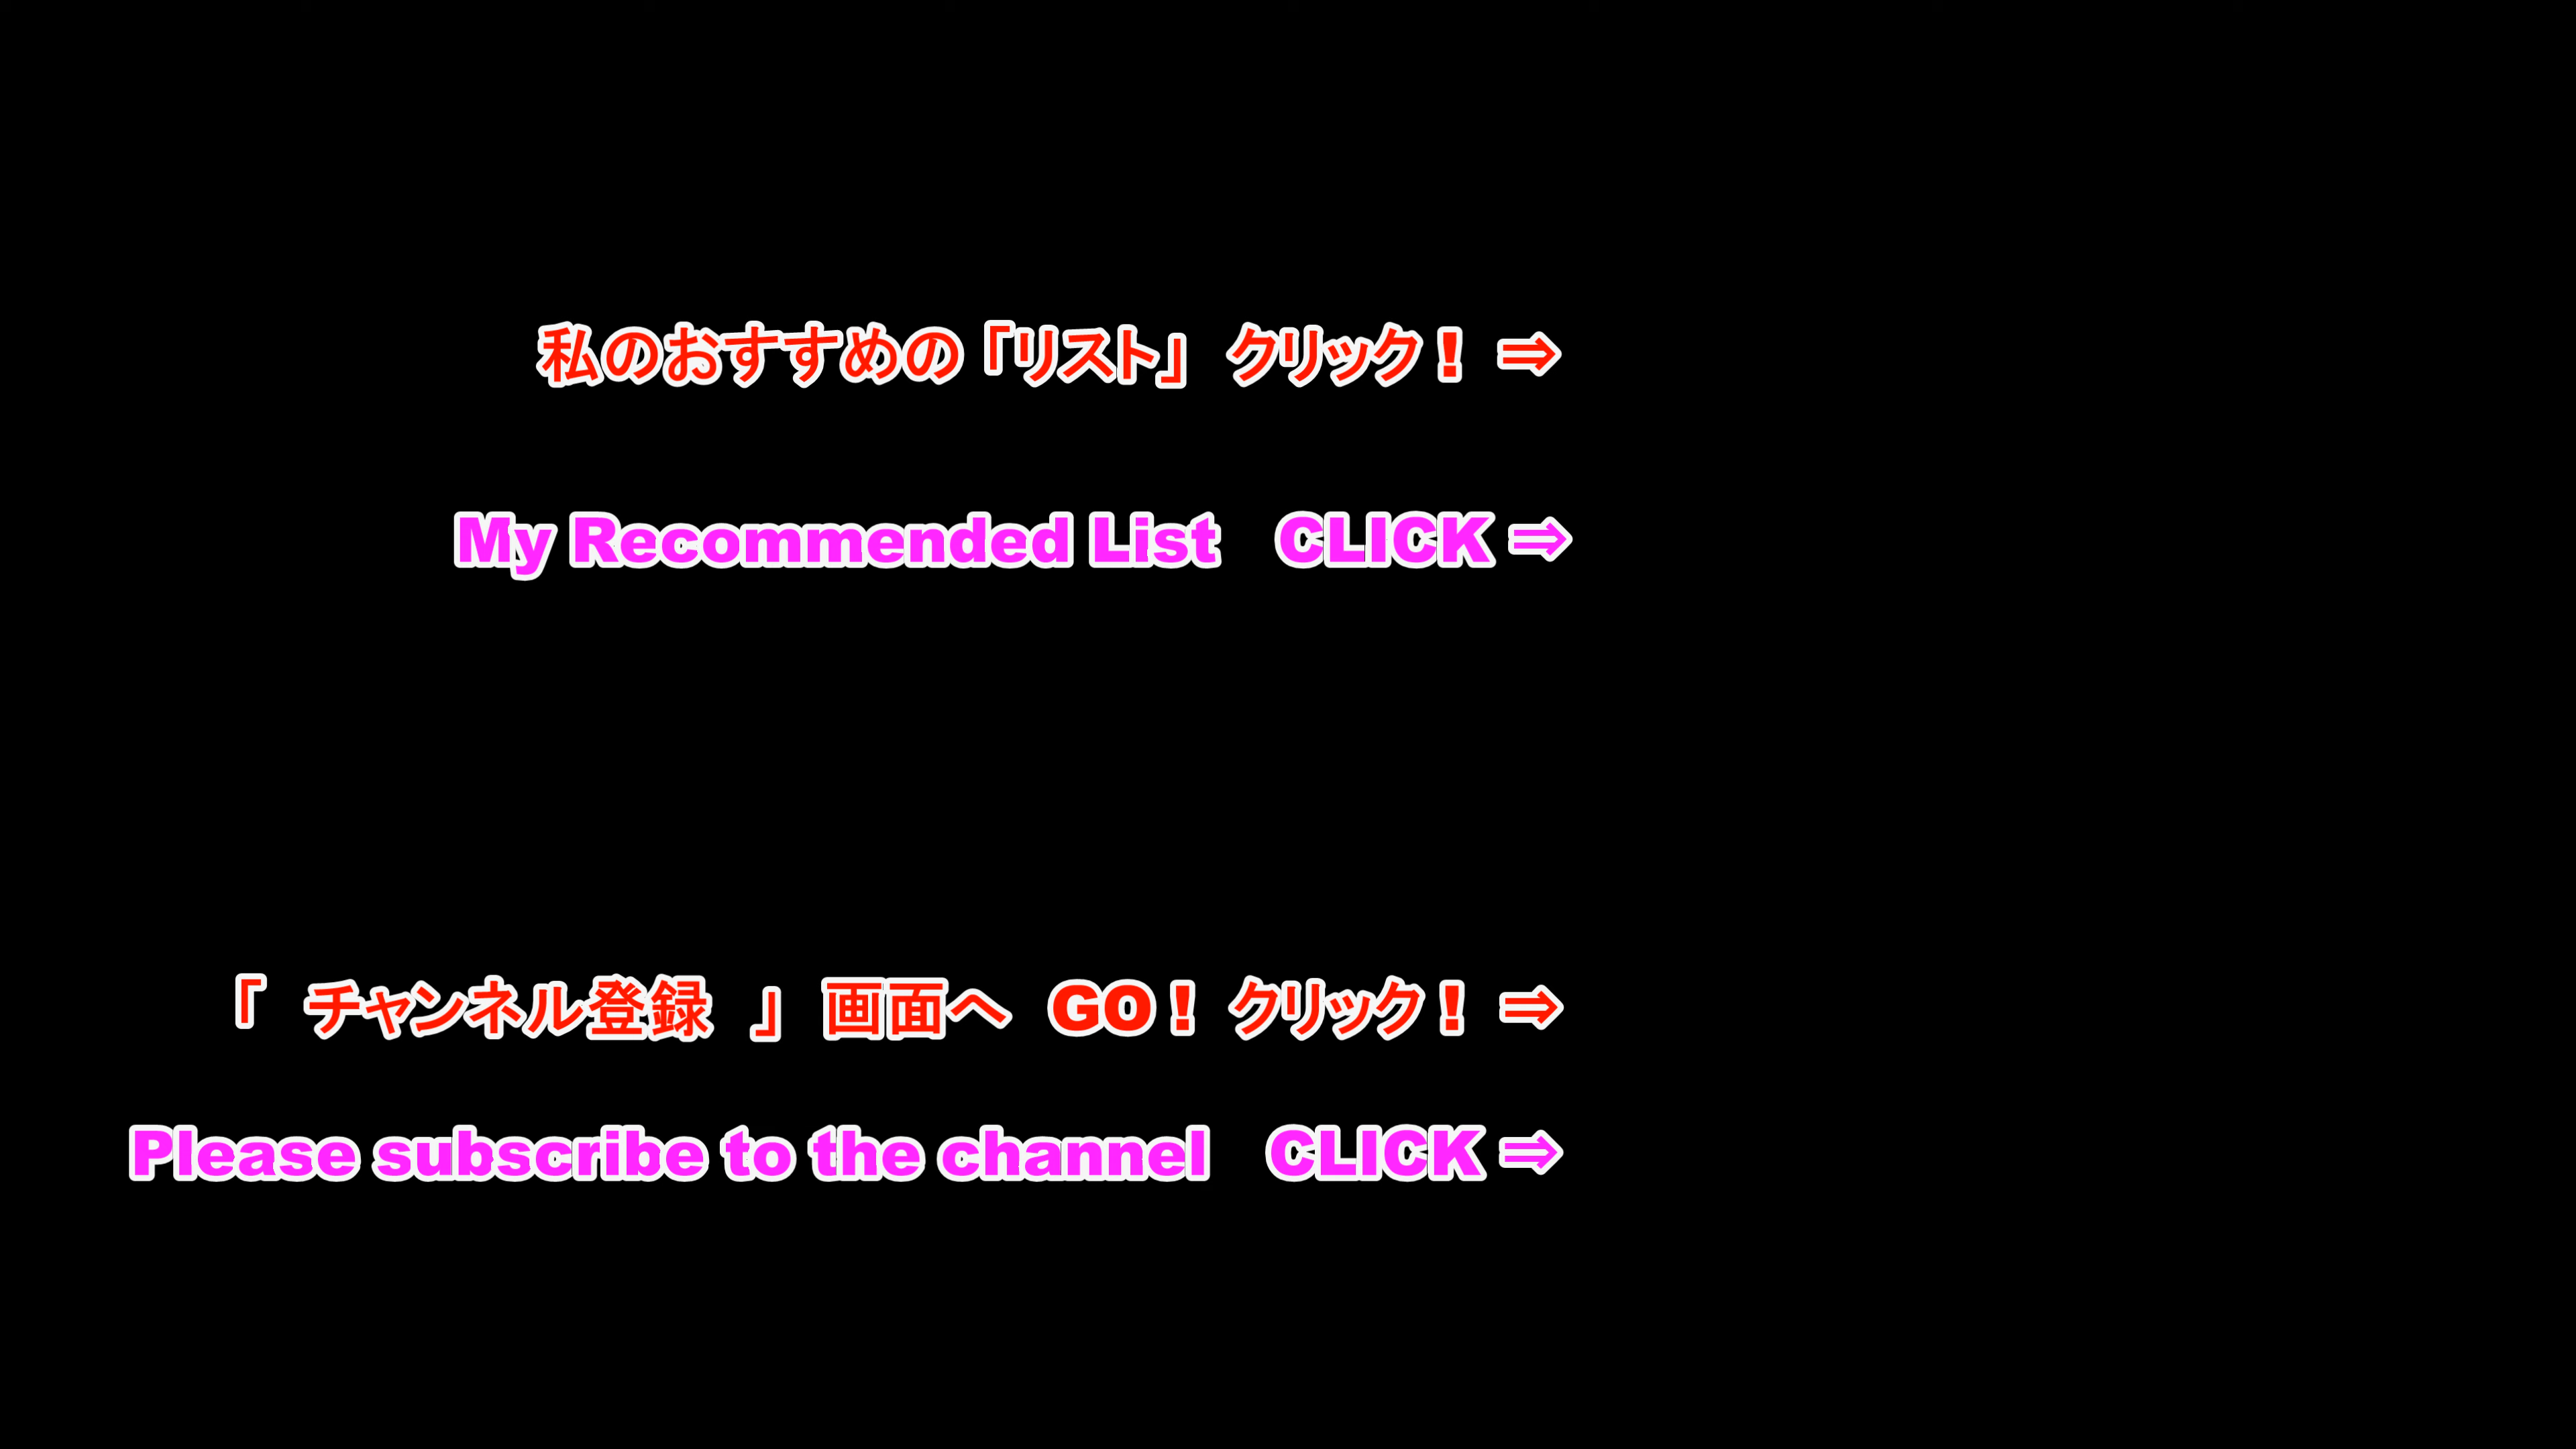 私のおすすめの「リスト」　クリック！ ⇒
My Recommended List　CLICK ⇒
「　チャンネル登録　」 画面へ　GO！ クリック！ ⇒
Please subscribe to the channel　CLICK ⇒